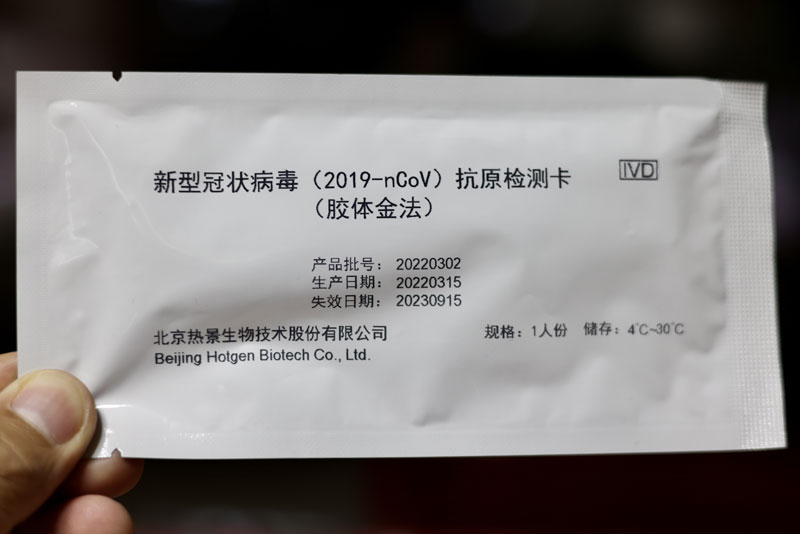 新型冠状病毒（2019-nCoV）抗原检测卡
IVD
（胶体金法）
产品批号： 20220302
生产日期： 20220315
失效日期： 20230915
北京热景生物技术股份有限公司
规格：1人份 储存：4℃~30℃
Beijing Hotgen Biotech Co., Ltd.